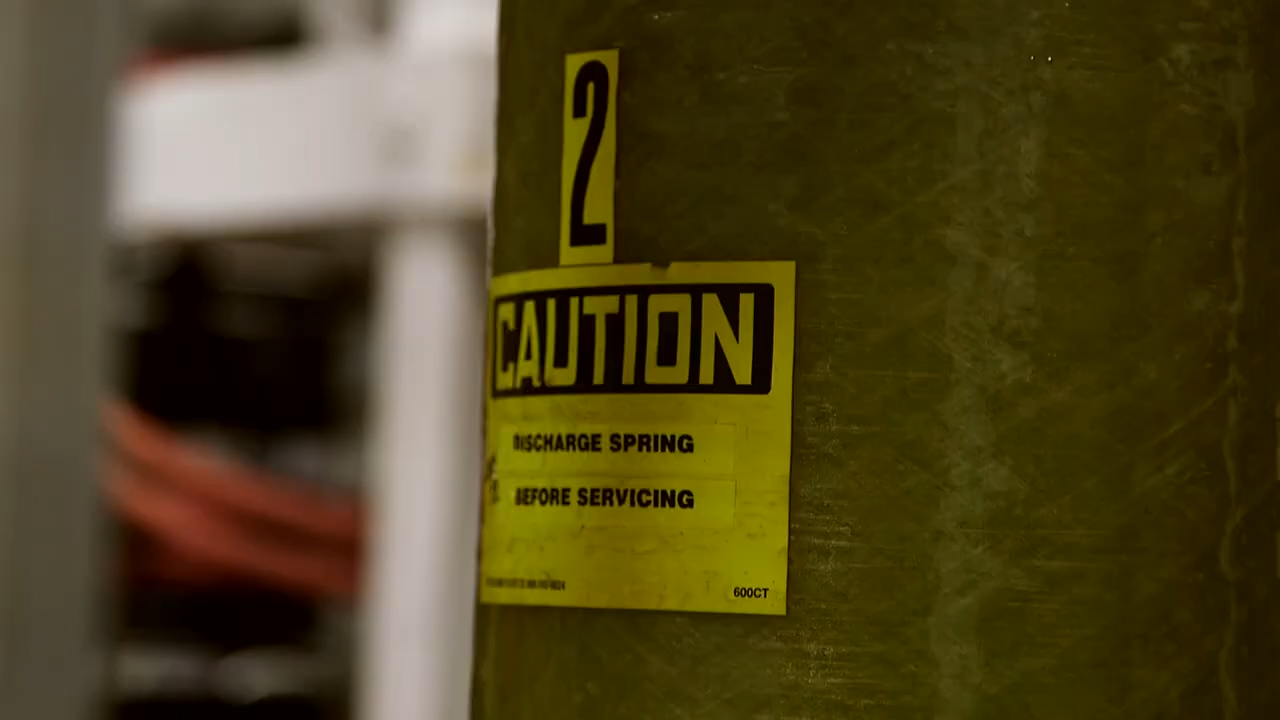 2
CAUTION
DISCHARGE SPRING
BEFORE SERVICING
600CT